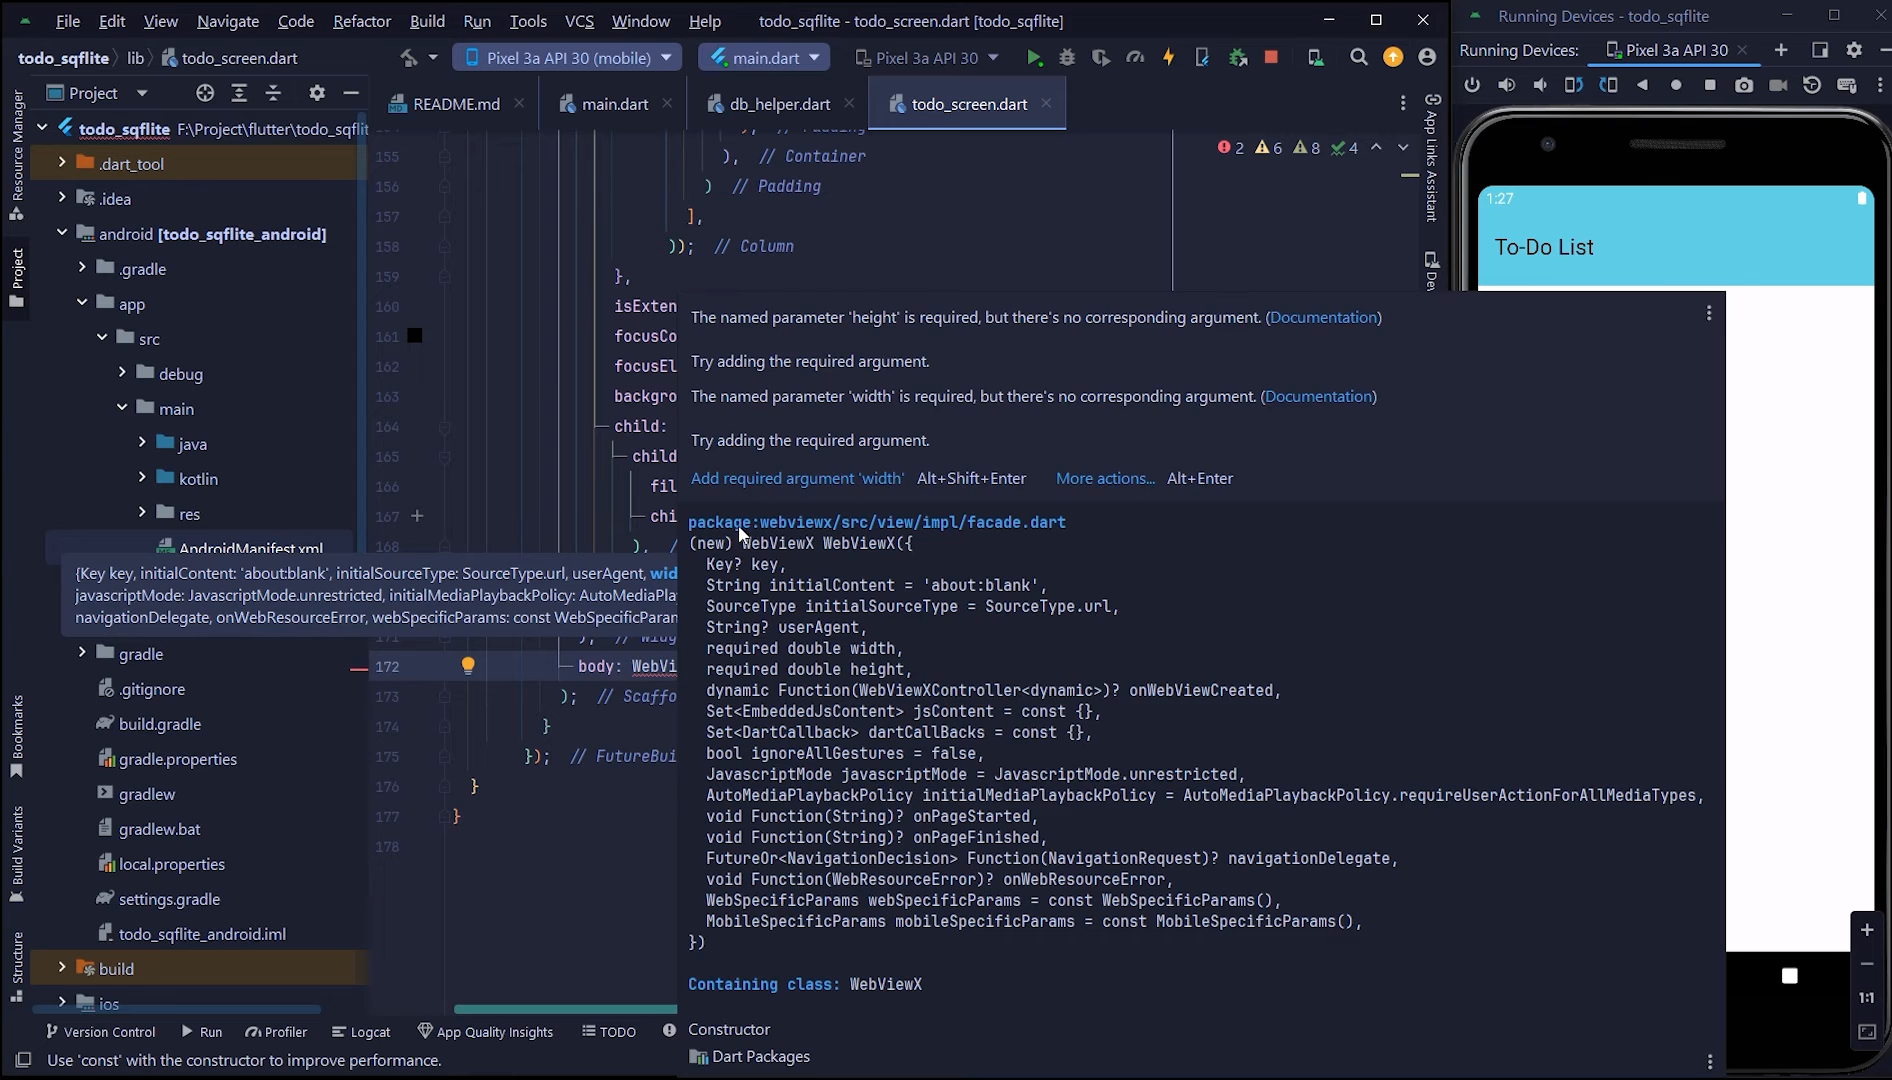 File Edit View Navigate Code Refactor Build Run Tools VCS Window Help todo_sqflite - todo_screen.dart [todo_sqflite]
Running Devices - todo_sqflite
todo_sqflite lib todo_screen.dart
Pixel 3a API 30 (mobile) main.dart Pixel 3a API 30
Running Devices: Pixel 3a API 30
Project
README.md main.dart db_helper.dart todo_screen.dart
Resource Manager
Project
Bookmarks
Build Variants
Structure
todo_sqflite F:\Project\flutter\todo_sqflit
.dart_tool
.idea
android [todo_sqflite_android]
.gradle
app
src
debug
main
java
kotlin
res
AndroidManifest.xml
{Key key, initialContent: 'about:blank', initialSourceType: SourceType.url, userAgent, wid
javascriptMode: JavascriptMode.unrestricted, initialMediaPlaybackPolicy: AutoMediaPlay
navigationDelegate, onWebResourceError, webSpecificParams: const WebSpecificParam
gradle
.gitignore
build.gradle
gradle.properties
gradlew
gradlew.bat
local.properties
settings.gradle
todo_sqflite_android.iml
build
ios
2 6 8 4
155 ), // Container
156 ) // Padding
157 ],
158 )); // Column
159 },
160 isExten
161 focusCo
162 focusEl
163 backgro
164 child:
165 child
166 fil
167 chi
168 ), /
172 body: WebVi
173 ); // Scaffo
174 }
175 }); // FutureBui
176 }
177 }
178
The named parameter 'height' is required, but there's no corresponding argument. (Documentation)
Try adding the required argument.
The named parameter 'width' is required, but there's no corresponding argument. (Documentation)
Try adding the required argument.
Add required argument 'width' Alt+Shift+Enter More actions... Alt+Enter
package:webviewx/src/view/impl/facade.dart
(new) WebViewX WebViewX({
Key? key,
String initialContent = 'about:blank',
SourceType initialSourceType = SourceType.url,
String? userAgent,
required double width,
required double height,
dynamic Function(WebViewXController<dynamic>)? onWebViewCreated,
Set<EmbeddedJsContent> jsContent = const {},
Set<DartCallback> dartCallBacks = const {},
bool ignoreAllGestures = false,
JavascriptMode javascriptMode = JavascriptMode.unrestricted,
AutoMediaPlaybackPolicy initialMediaPlaybackPolicy = AutoMediaPlaybackPolicy.requireUserActionForAllMediaTypes,
void Function(String)? onPageStarted,
void Function(String)? onPageFinished,
FutureOr<NavigationDecision> Function(NavigationRequest)? navigationDelegate,
void Function(WebResourceError)? onWebResourceError,
WebSpecificParams webSpecificParams = const WebSpecificParams(),
MobileSpecificParams mobileSpecificParams = const MobileSpecificParams(),
})
Containing class: WebViewX
Constructor
Dart Packages
App Links Assistant
Dev
1:27
To-Do List
1:1
Version Control Run Profiler Logcat App Quality Insights TODO
Use 'const' with the constructor to improve performance.